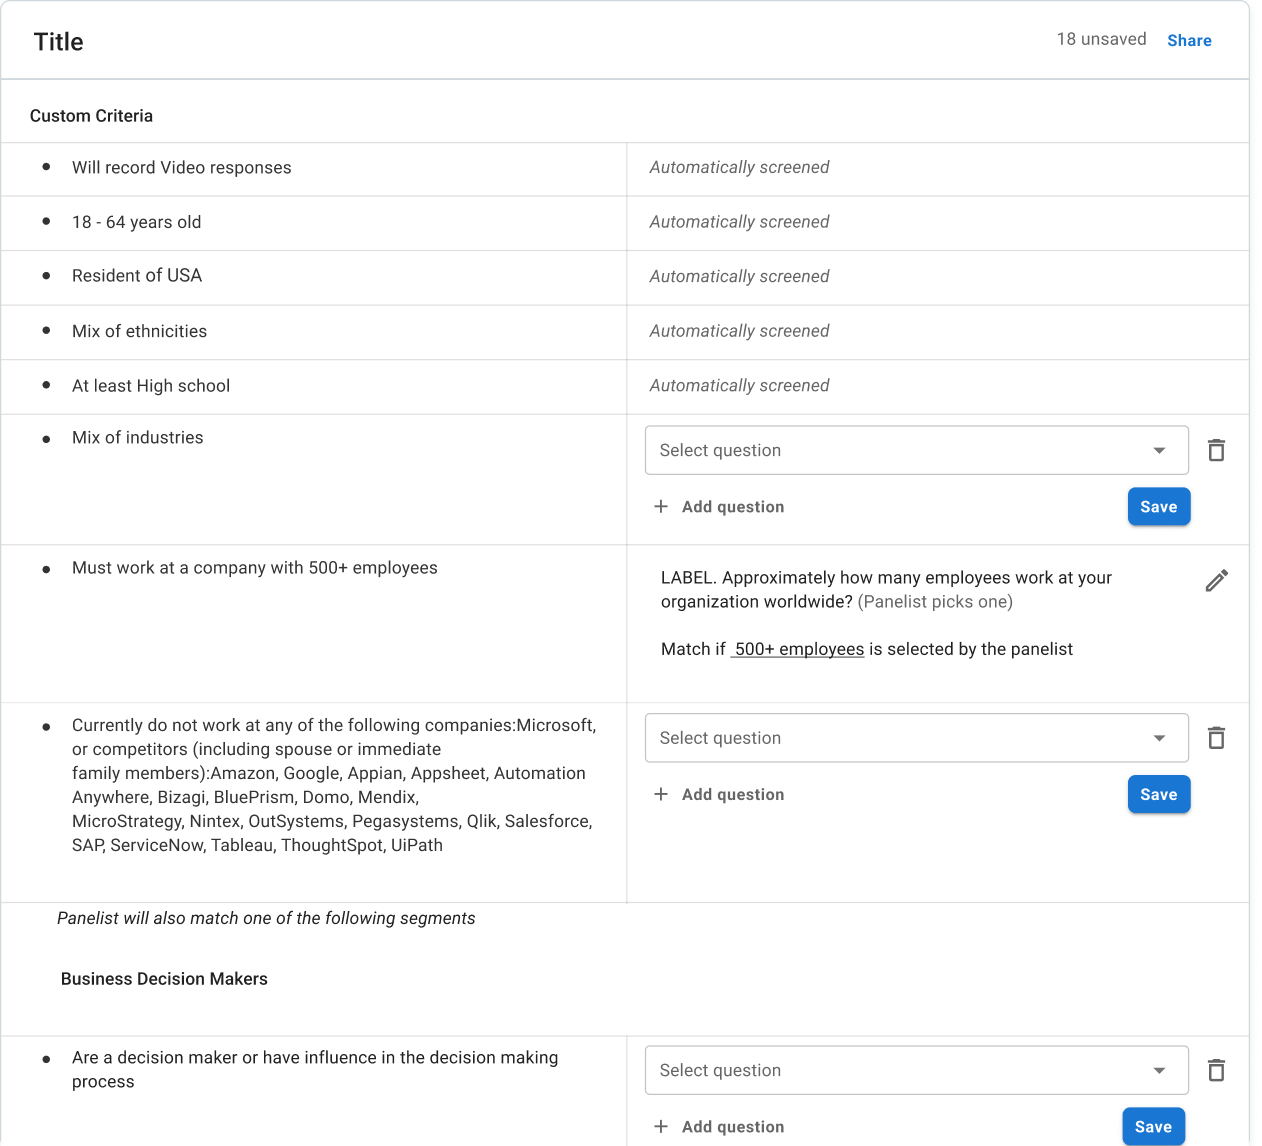 Title
18 unsaved
Share
Custom Criteria
Will record Video responses
Automatically screened
18 - 64 years old
Automatically screened
Resident of USA
Automatically screened
Mix of ethnicities
Automatically screened
At least High school
Automatically screened
Mix of industries
Select question
Add question
Save
Must work at a company with 500+ employees
LABEL. Approximately how many employees work at your
organization worldwide? (Panelist picks one)
Match if 500+ employees is selected by the panelist
Currently do not work at any of the following companies:Microsoft,
or competitors (including spouse or immediate
family members):Amazon, Google, Appian, Appsheet, Automation
Anywhere, Bizagi, BluePrism, Domo, Mendix,
MicroStrategy, Nintex, OutSystems, Pegasystems, Qlik, Salesforce,
SAP, ServiceNow, Tableau, ThoughtSpot, UiPath
Select question
Add question
Save
Panelist will also match one of the following segments
Business Decision Makers
Are a decision maker or have influence in the decision making
process
Select question
Add question
Save